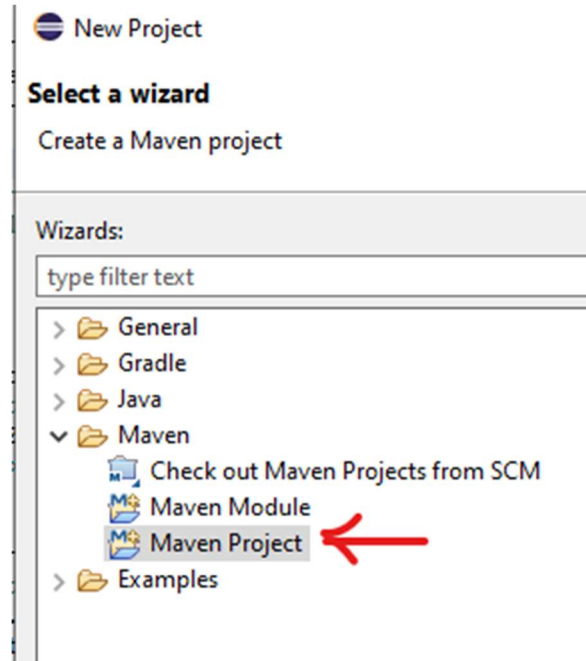 New Project
Select a wizard
Create a Maven project
Wizards:
type filter text
General
Gradle
Java
Maven
Check out Maven Projects from SCM
Maven Module
Maven Project
Examples